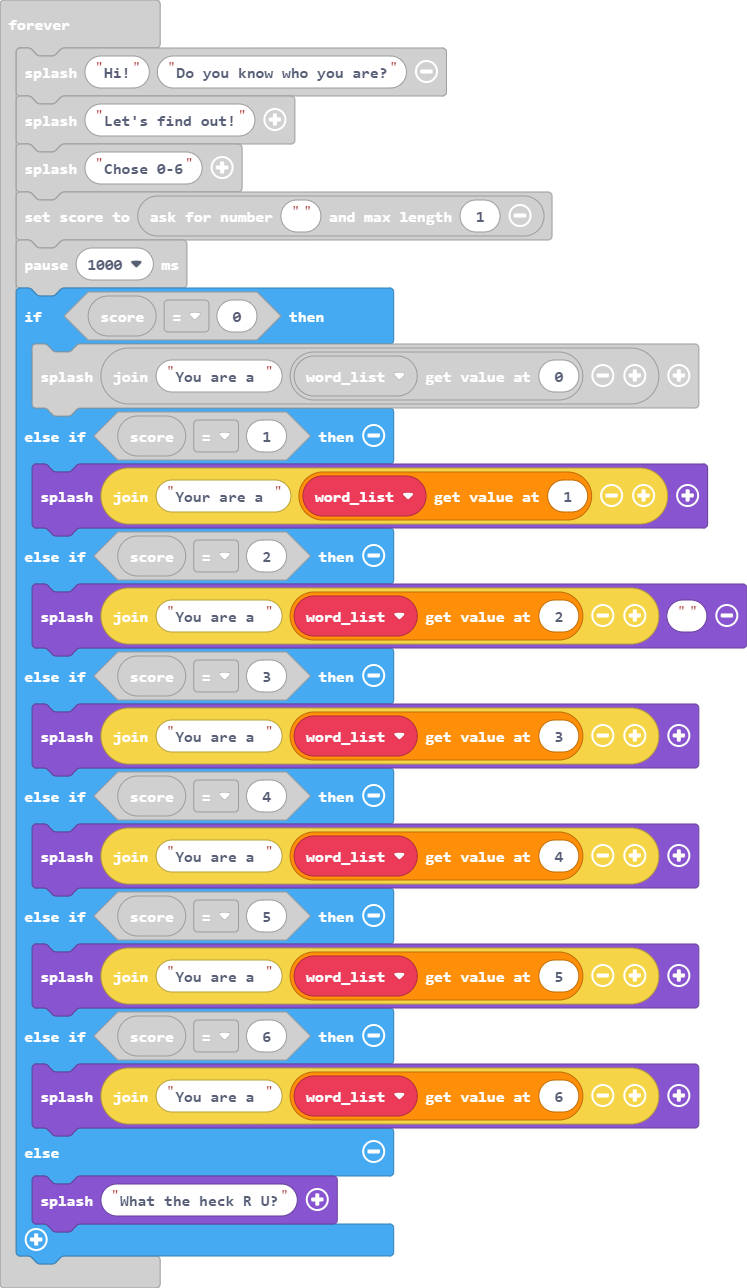 forever
splash "Hi!" "Do you know who you are?"
splash "Let's find out!"
splash "Chose 0-6"
set score to ask for number "" and max length 1
pause 1000 ms
if score = 0 then
splash join "You are a " word_list get value at 0
else if score = 1 then
splash join "Your are a " word_list get value at 1
else if score = 2 then
splash join "You are a " word_list get value at 2 ""
else if score = 3 then
splash join "You are a " word_list get value at 3
else if score = 4 then
splash join "You are a " word_list get value at 4
else if score = 5 then
splash join "You are a " word_list get value at 5
else if score = 6 then
splash join "You are a " word_list get value at 6
else
splash "What the heck R U?"